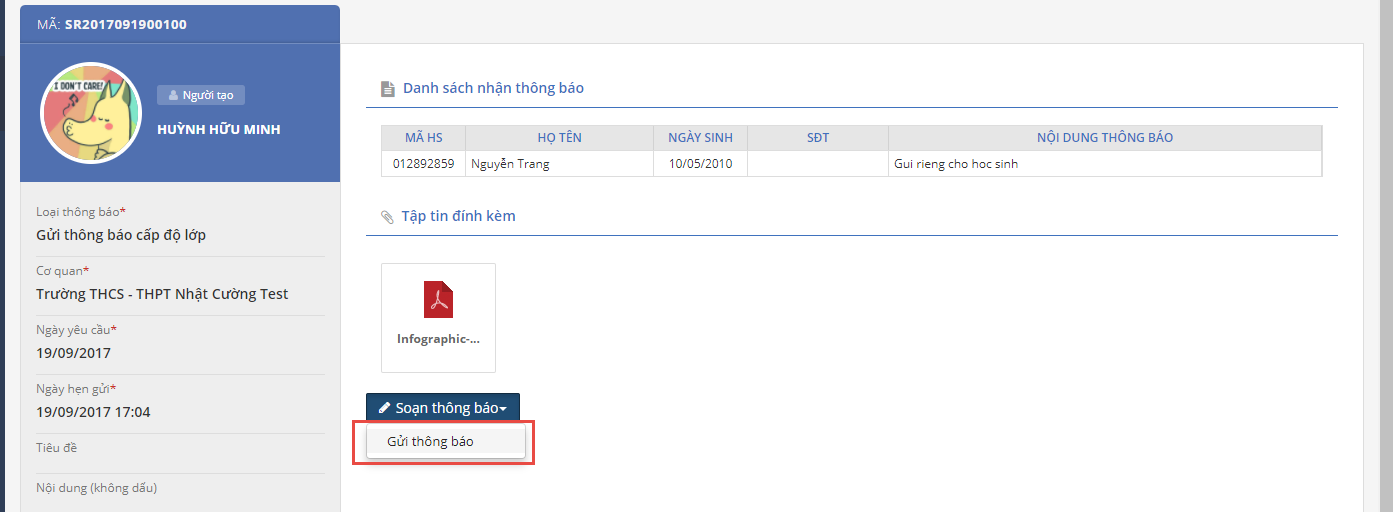 MÃ: SR2017091900100
I DON'T CARE!
Người tạo
HUỲNH HỮU MINH
Loại thông báo*
Gửi thông báo cấp độ lớp
Cơ quan*
Trường THCS - THPT Nhật Cường Test
Ngày yêu cầu*
19/09/2017
Ngày hẹn gửi*
19/09/2017 17:04
Tiêu đề
Nội dung (không dấu)
Danh sách nhận thông báo
MÃ HS HỌ TÊN NGÀY SINH SĐT NỘI DUNG THÔNG BÁO
012892859 Nguyễn Trang 10/05/2010 Gui rieng cho hoc sinh
Tập tin đính kèm
Infographic-...
Soạn thông báo
Gửi thông báo